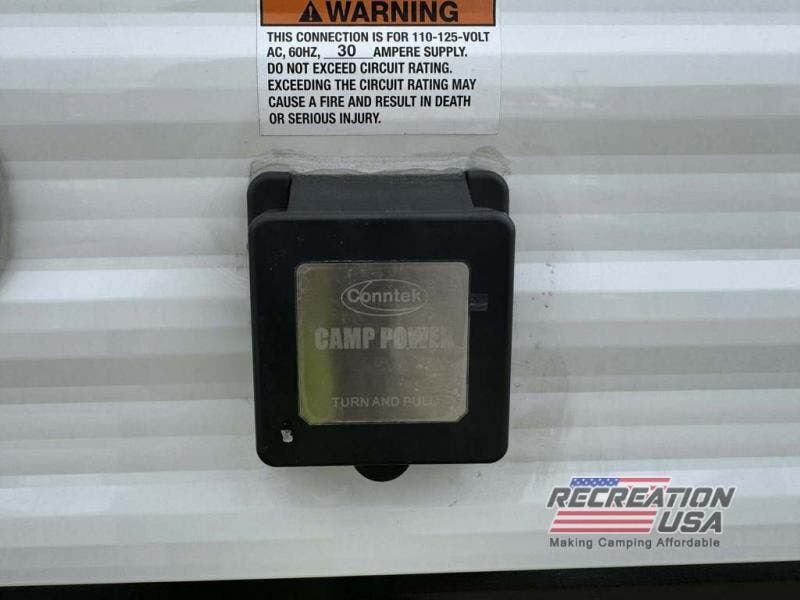 WARNING
THIS CONNECTION IS FOR 110-125-VOLT
AC, 60HZ, 30 AMPERE SUPPLY.
DO NOT EXCEED CIRCUIT RATING.
EXCEEDING THE CIRCUIT RATING MAY
CAUSE A FIRE AND RESULT IN DEATH
OR SERIOUS INJURY.
Conntek
CAMP POWER
TURN AND PULL
RECREATION
USA
Making Camping Affordable